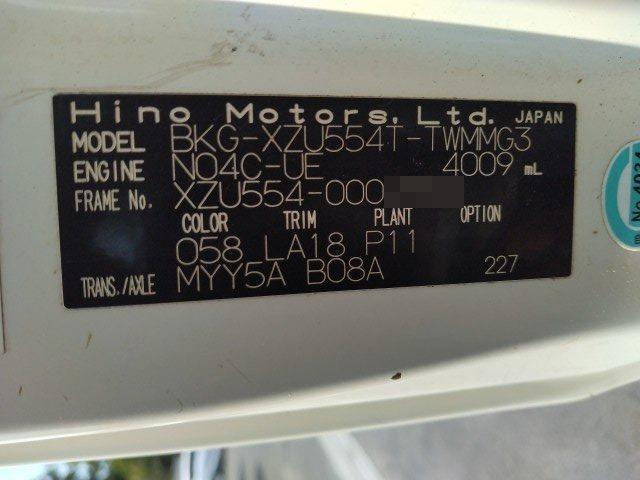 Hino Motors, Ltd. JAPAN
MODEL BKG-XZU554T-TWMMG3
ENGINE N04C-UE 4009 mL
FRAME No. XZU554-000
COLOR TRIM PLANT OPTION
058 LA18 P11
TRANS./AXLE MYY5A B08A 227